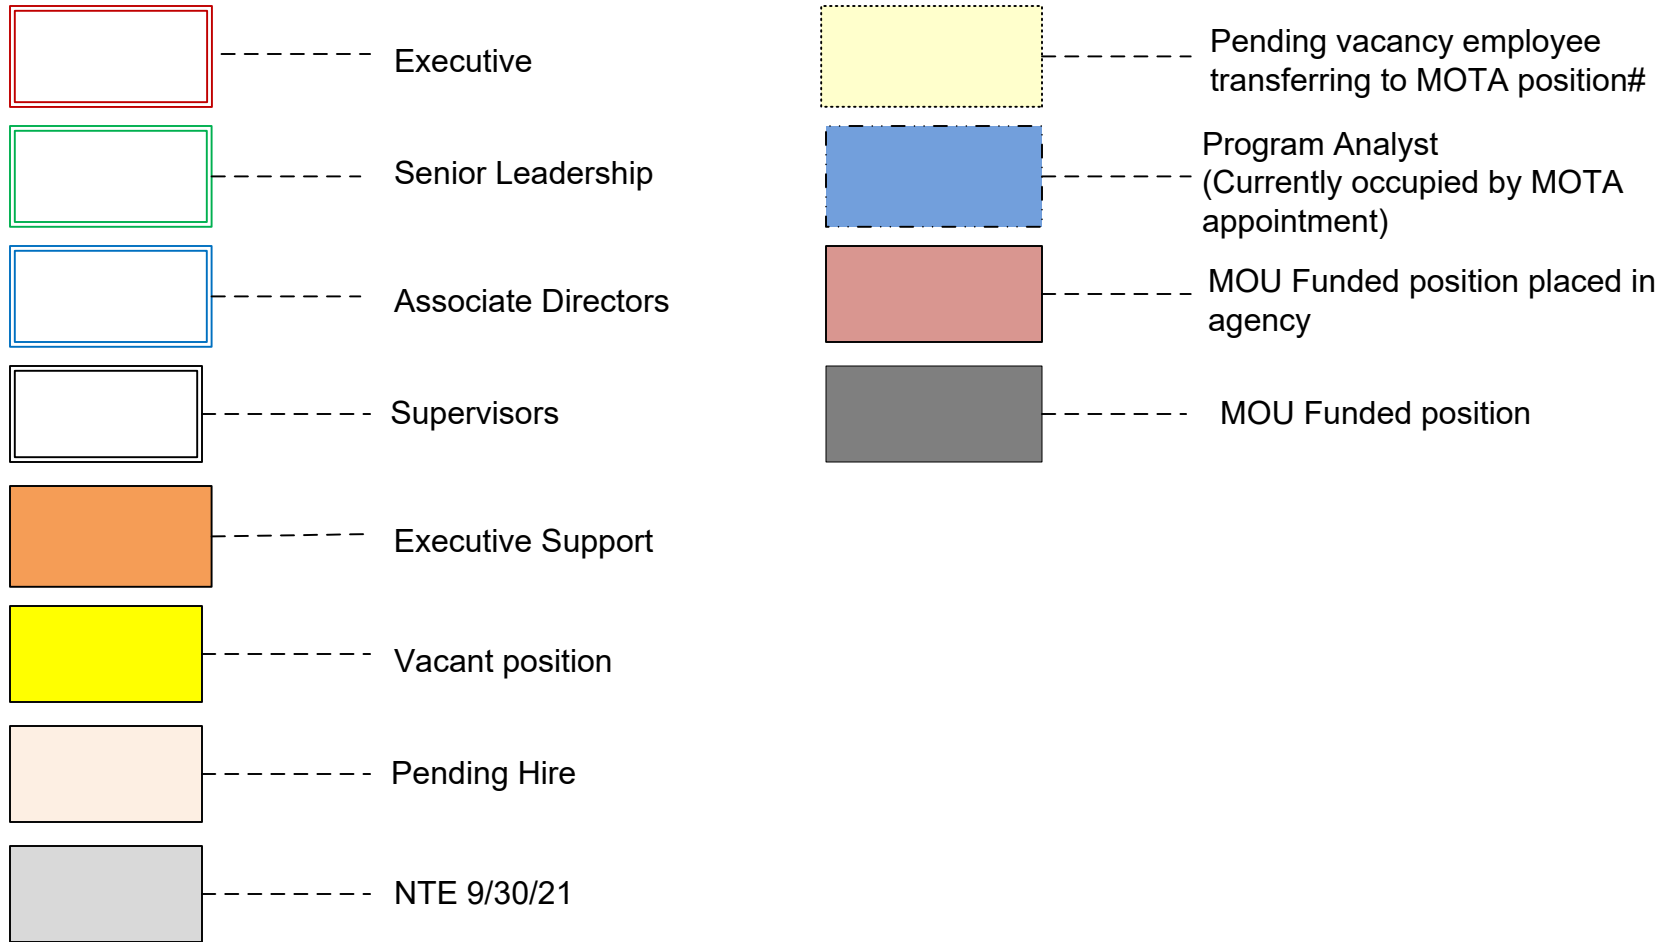 Executive
Senior Leadership
Associate Directors
Supervisors
Executive Support
Vacant position
Pending Hire
NTE 9/30/21
Pending vacancy employee
transferring to MOTA position#
Program Analyst
(Currently occupied by MOTA
appointment)
MOU Funded position placed in
agency
MOU Funded position